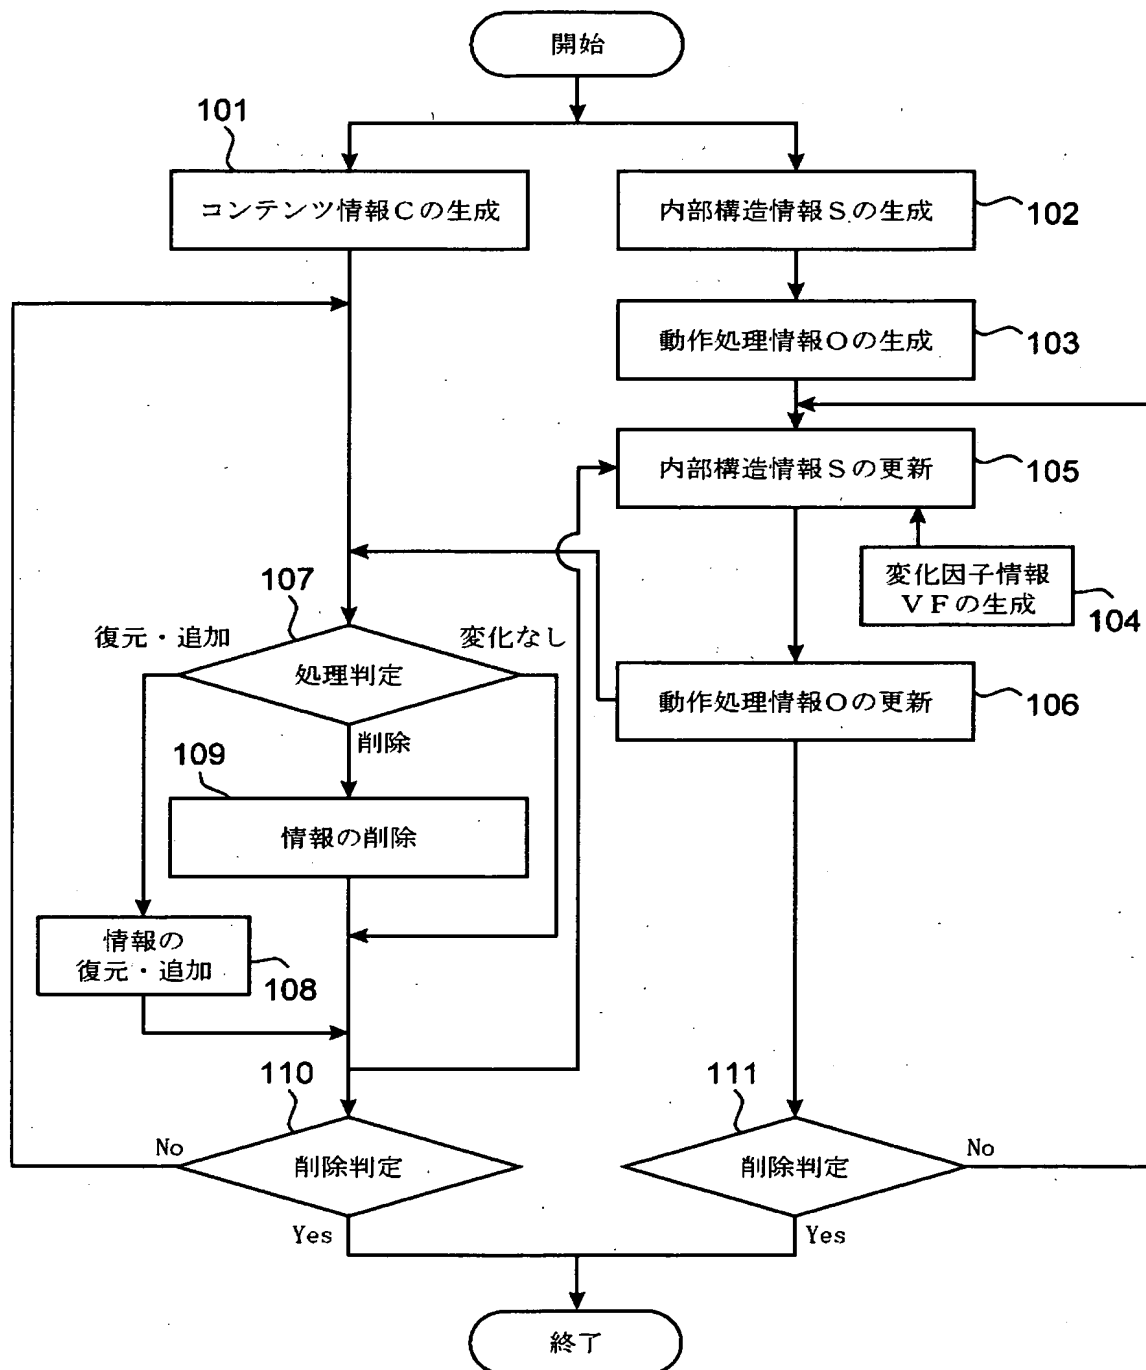 開始
101
コンテンツ情報Cの生成
内部構造情報Sの生成
102
動作処理情報Oの生成
103
内部構造情報Sの更新
105
変化因子情報
VFの生成
104
107
復元・追加
変化なし
処理判定
動作処理情報Oの更新
106
削除
109
情報の削除
情報の
復元・追加
108
110
111
No
削除判定
削除判定
No
Yes
Yes
終了